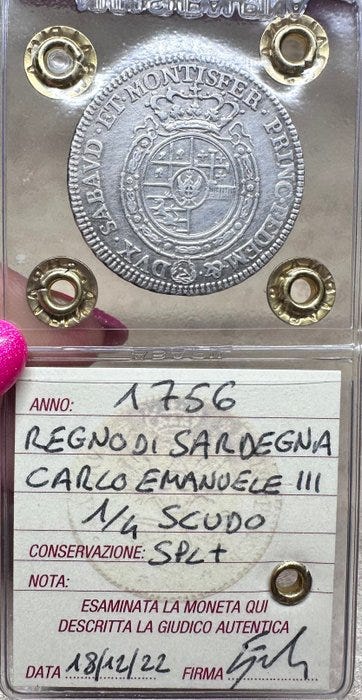 DVX · SABAVD · ET · MONTISFER · PRINC · PEDEM · &
ANNO: 1756
REGNO DI SARDEGNA
CARLO EMANUELE III
1/4 SCUDO
CONSERVAZIONE: SPL+
NOTA:
ESAMINATA LA MONETA QUI
DESCRITTA LA GIUDICO AUTENTICA
DATA 18/12/22 FIRMA